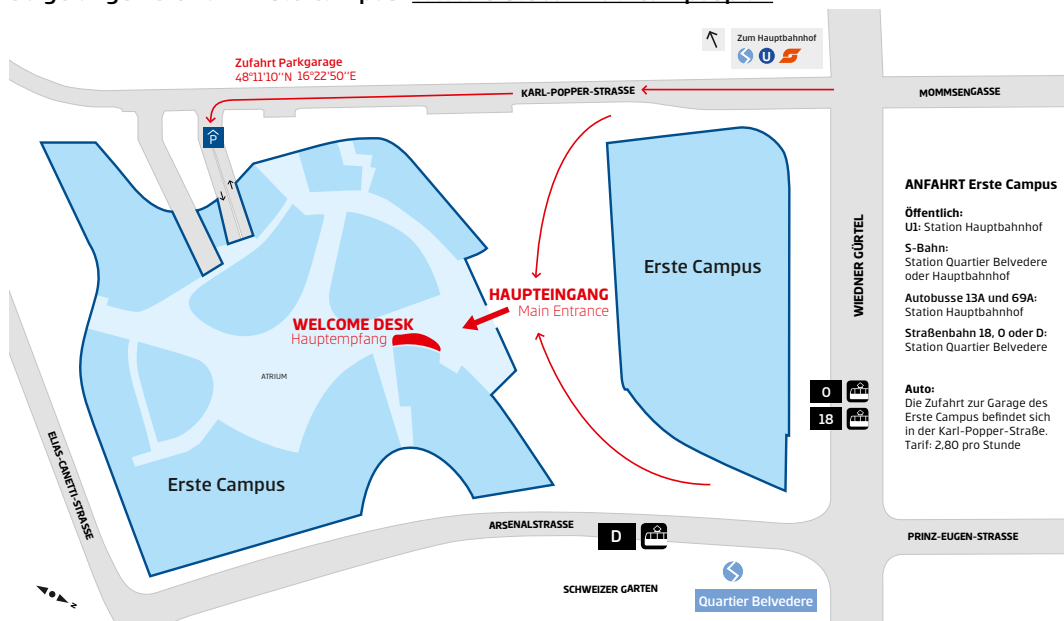 Zum Hauptbahnhof
U
Zufahrt Parkgarage
48°11'10''N 16°22'50''E
KARL-POPPER-STRASSE
MOMMSENGASSE
P
ANFAHRT Erste Campus
Öffentlich:
U1: Station Hauptbahnhof
S-Bahn:
Station Quartier Belvedere
oder Hauptbahnhof
Autobusse 13A und 69A:
Station Hauptbahnhof
Straßenbahn 18, O oder D:
Station Quartier Belvedere
Auto:
Die Zufahrt zur Garage des
Erste Campus befindet sich
in der Karl-Popper-Straße.
Tarif: 2,80 pro Stunde
WIEDNER GÜRTEL
Erste Campus
HAUPTEINGANG
Main Entrance
WELCOME DESK
Hauptempfang
ATRIUM
O
18
ELIAS-CANETTI-STRASSE
Erste Campus
ARSENALSTRASSE
D
PRINZ-EUGEN-STRASSE
SCHWEIZER GARTEN
Quartier Belvedere
N